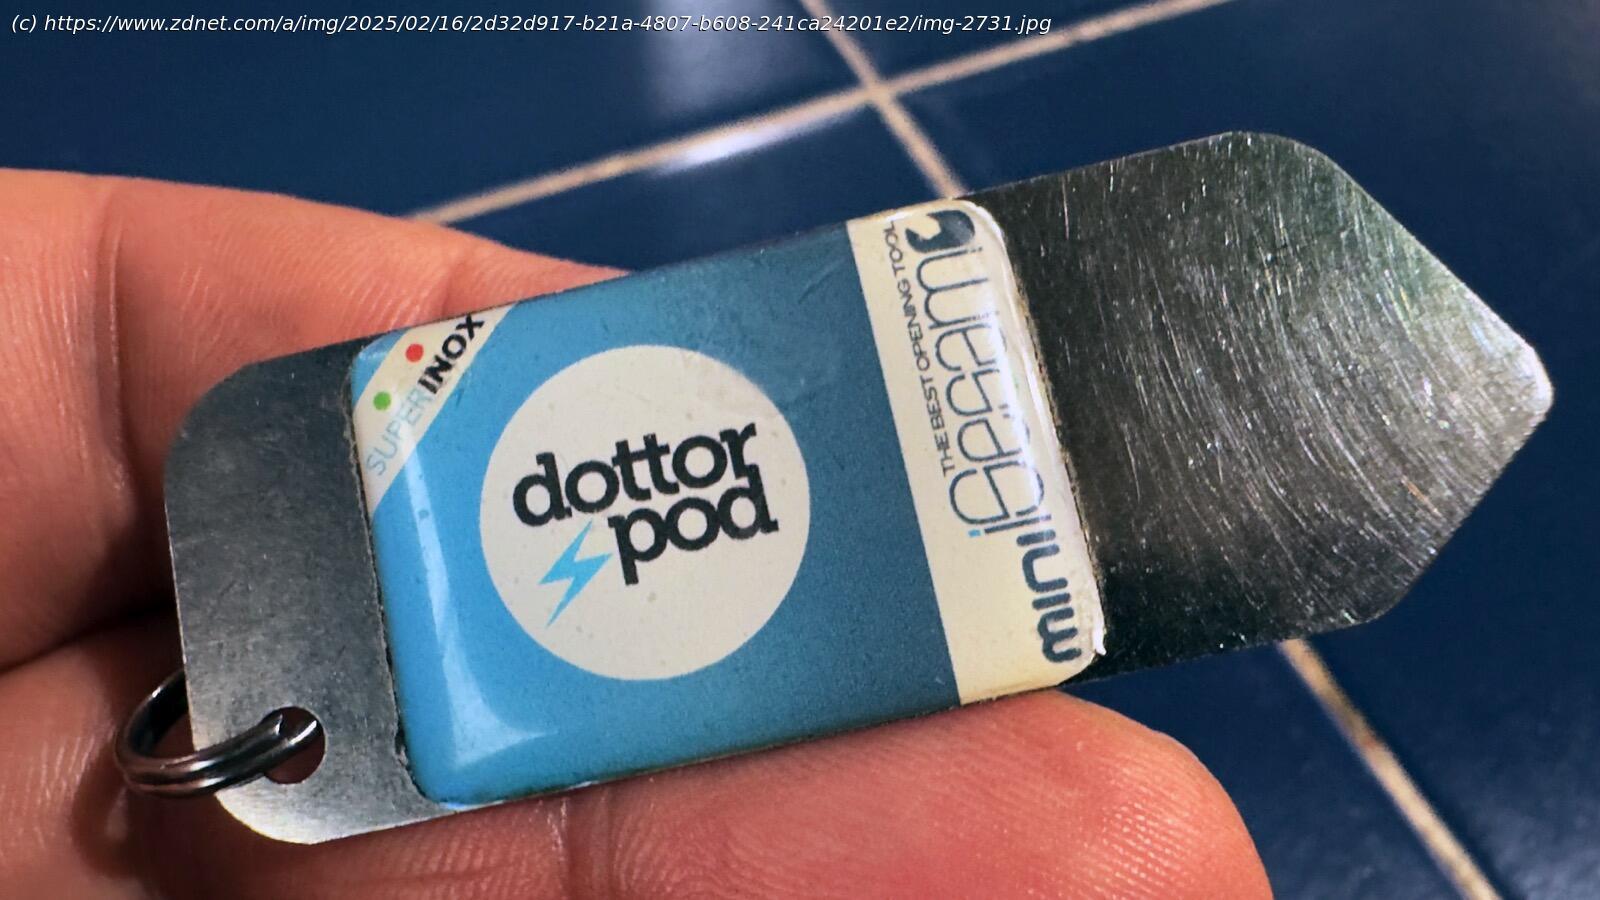 (c) https://www.zdnet.com/a/img/2025/02/16/2d32d917-b21a-4807-b608-241ca24201e2/img-2731.jpg
SUPERINOX
dottor
pod
THE BEST OPENING TOOL
mini